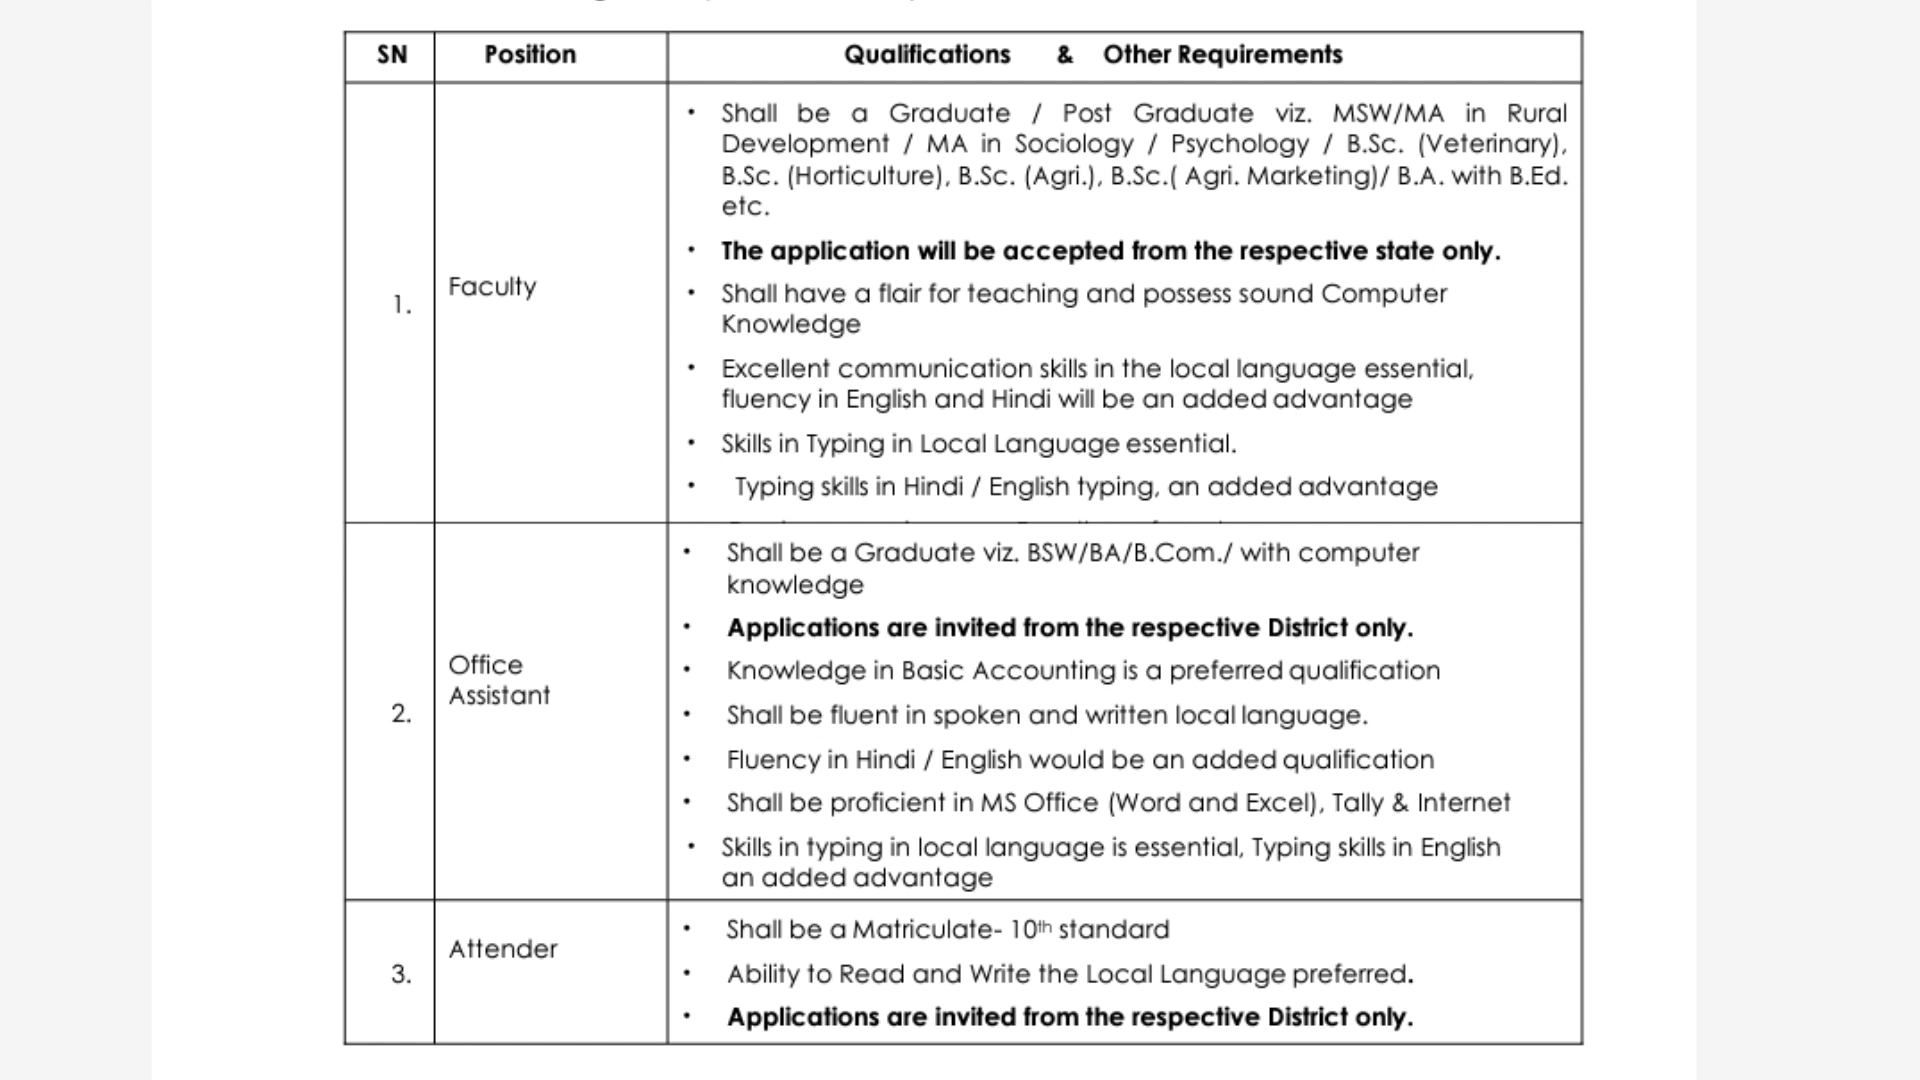 SN Position Qualifications & Other Requirements
1.
Faculty
• Shall be a Graduate / Post Graduate viz. MSW/MA in Rural
Development / MA in Sociology / Psychology / B.Sc. (Veterinary),
B.Sc. (Horticulture), B.Sc. (Agri.), B.Sc.( Agri. Marketing)/ B.A. with B.Ed.
etc.
• The application will be accepted from the respective state only.
• Shall have a flair for teaching and possess sound Computer
Knowledge
• Excellent communication skills in the local language essential,
fluency in English and Hindi will be an added advantage
• Skills in Typing in Local Language essential.
• Typing skills in Hindi / English typing, an added advantage
2.
Office
Assistant
• Shall be a Graduate viz. BSW/BA/B.Com./ with computer
knowledge
• Applications are invited from the respective District only.
• Knowledge in Basic Accounting is a preferred qualification
• Shall be fluent in spoken and written local language.
• Fluency in Hindi / English would be an added qualification
• Shall be proficient in MS Office (Word and Excel), Tally & Internet
• Skills in typing in local language is essential, Typing skills in English
an added advantage
3.
Attender
• Shall be a Matriculate- 10th standard
• Ability to Read and Write the Local Language preferred.
• Applications are invited from the respective District only.